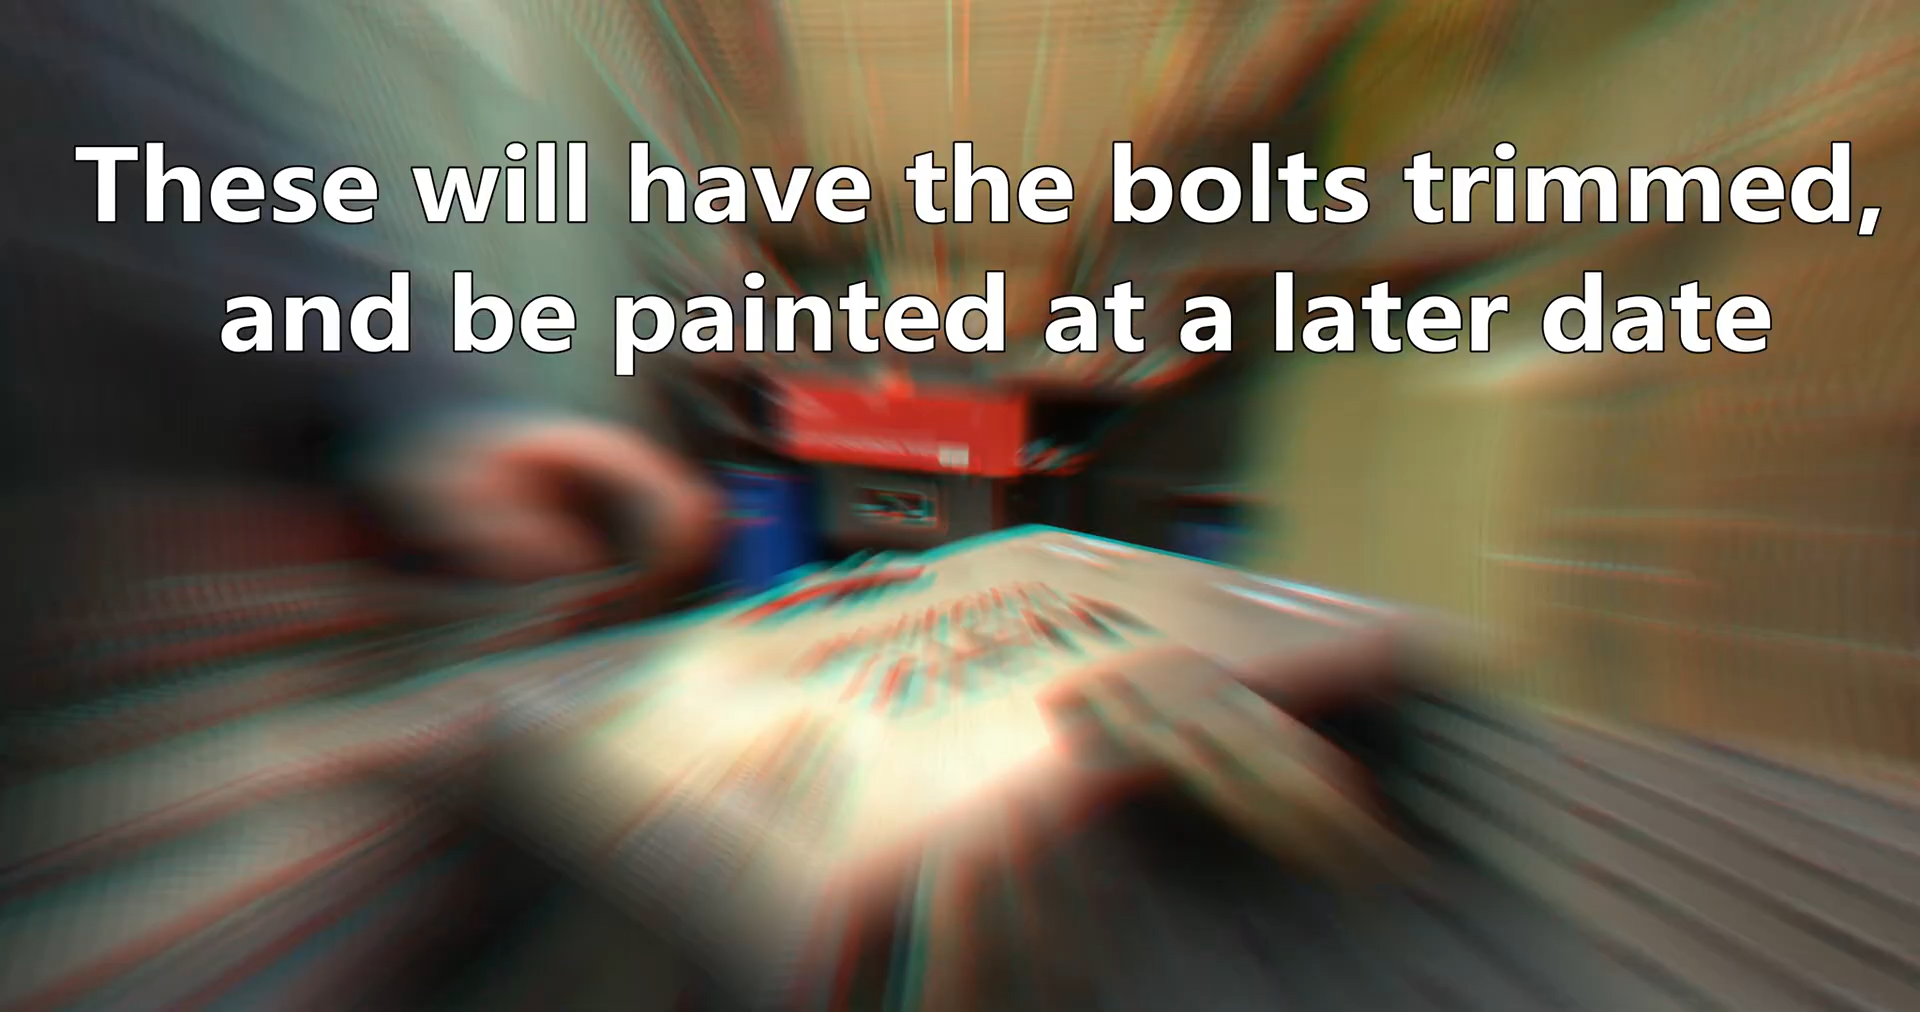 These will have the bolts trimmed,
and be painted at a later date